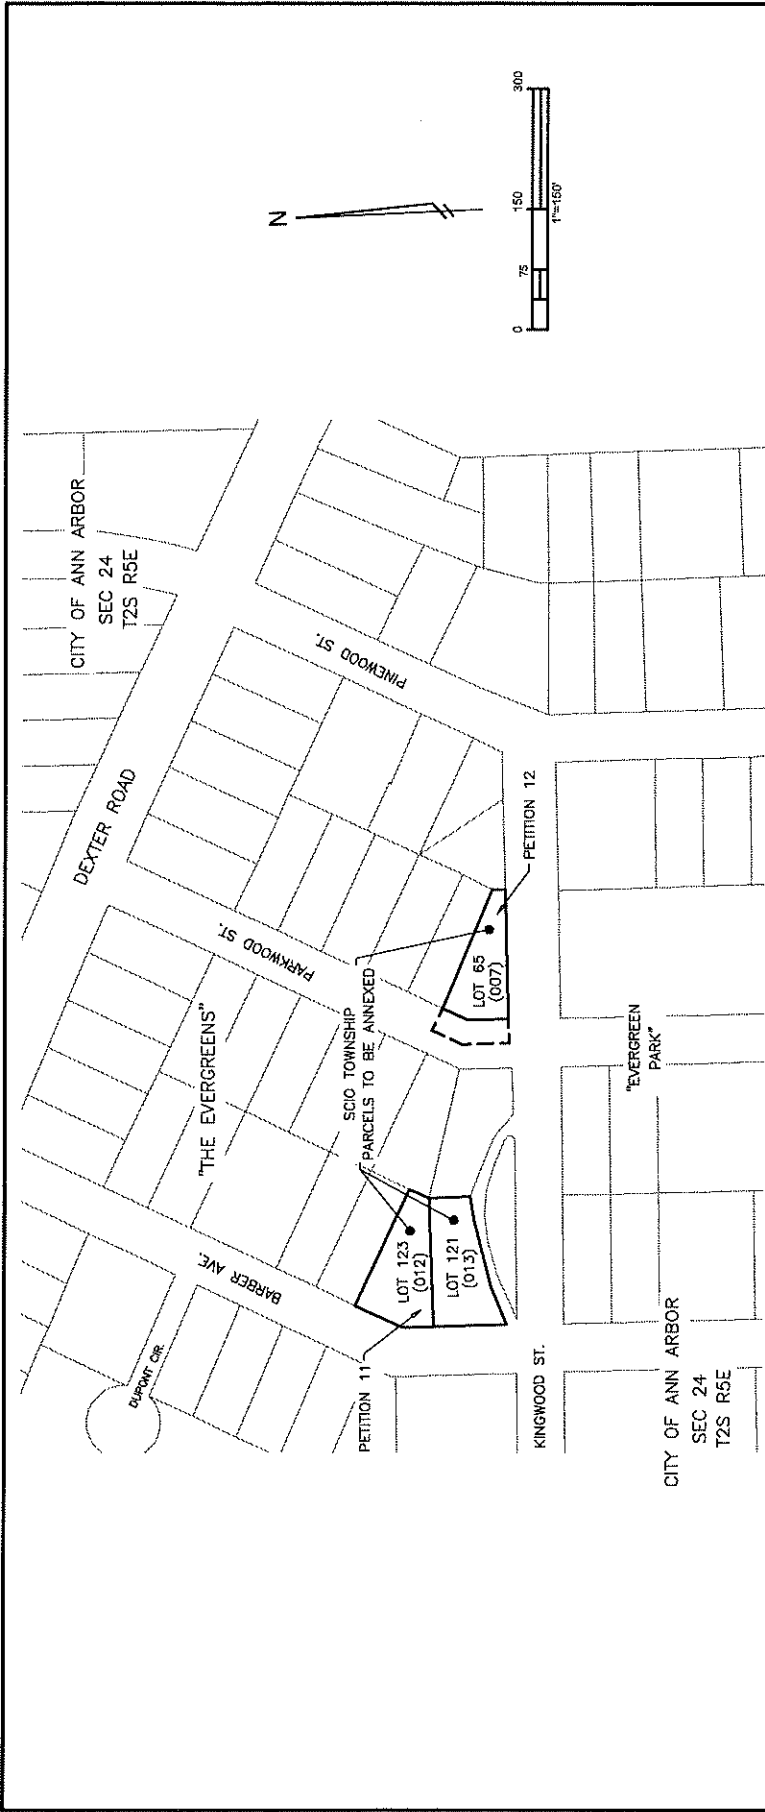 CITY OF ANN ARBOR
SEC 24
T2S R5E
N
0
75
150
300
1"=150'
DEXTER ROAD
PINEWOOD ST.
PARKWOOD ST.
"THE EVERGREENS"
BARBER AVE.
DUPONT CIR.
SCIO TOWNSHIP
PARCELS TO BE ANNEXED
PETITION 11
LOT 123
(012)
LOT 121
(013)
LOT 65
(007)
PETITION 12
KINGWOOD ST.
"EVERGREEN
PARK"
CITY OF ANN ARBOR
SEC 24
T2S R5E